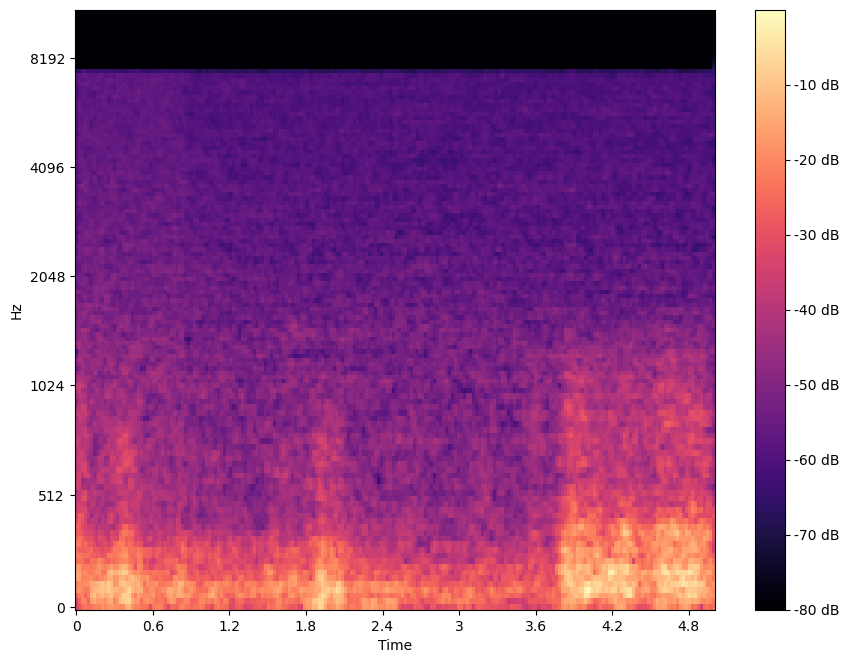 8192
4096
2048
1024
512
0
Hz
0 0.6 1.2 1.8 2.4 3 3.6 4.2 4.8
Time
-10 dB
-20 dB
-30 dB
-40 dB
-50 dB
-60 dB
-70 dB
-80 dB